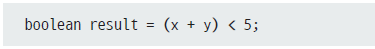 boolean result = (x + y) < 5;